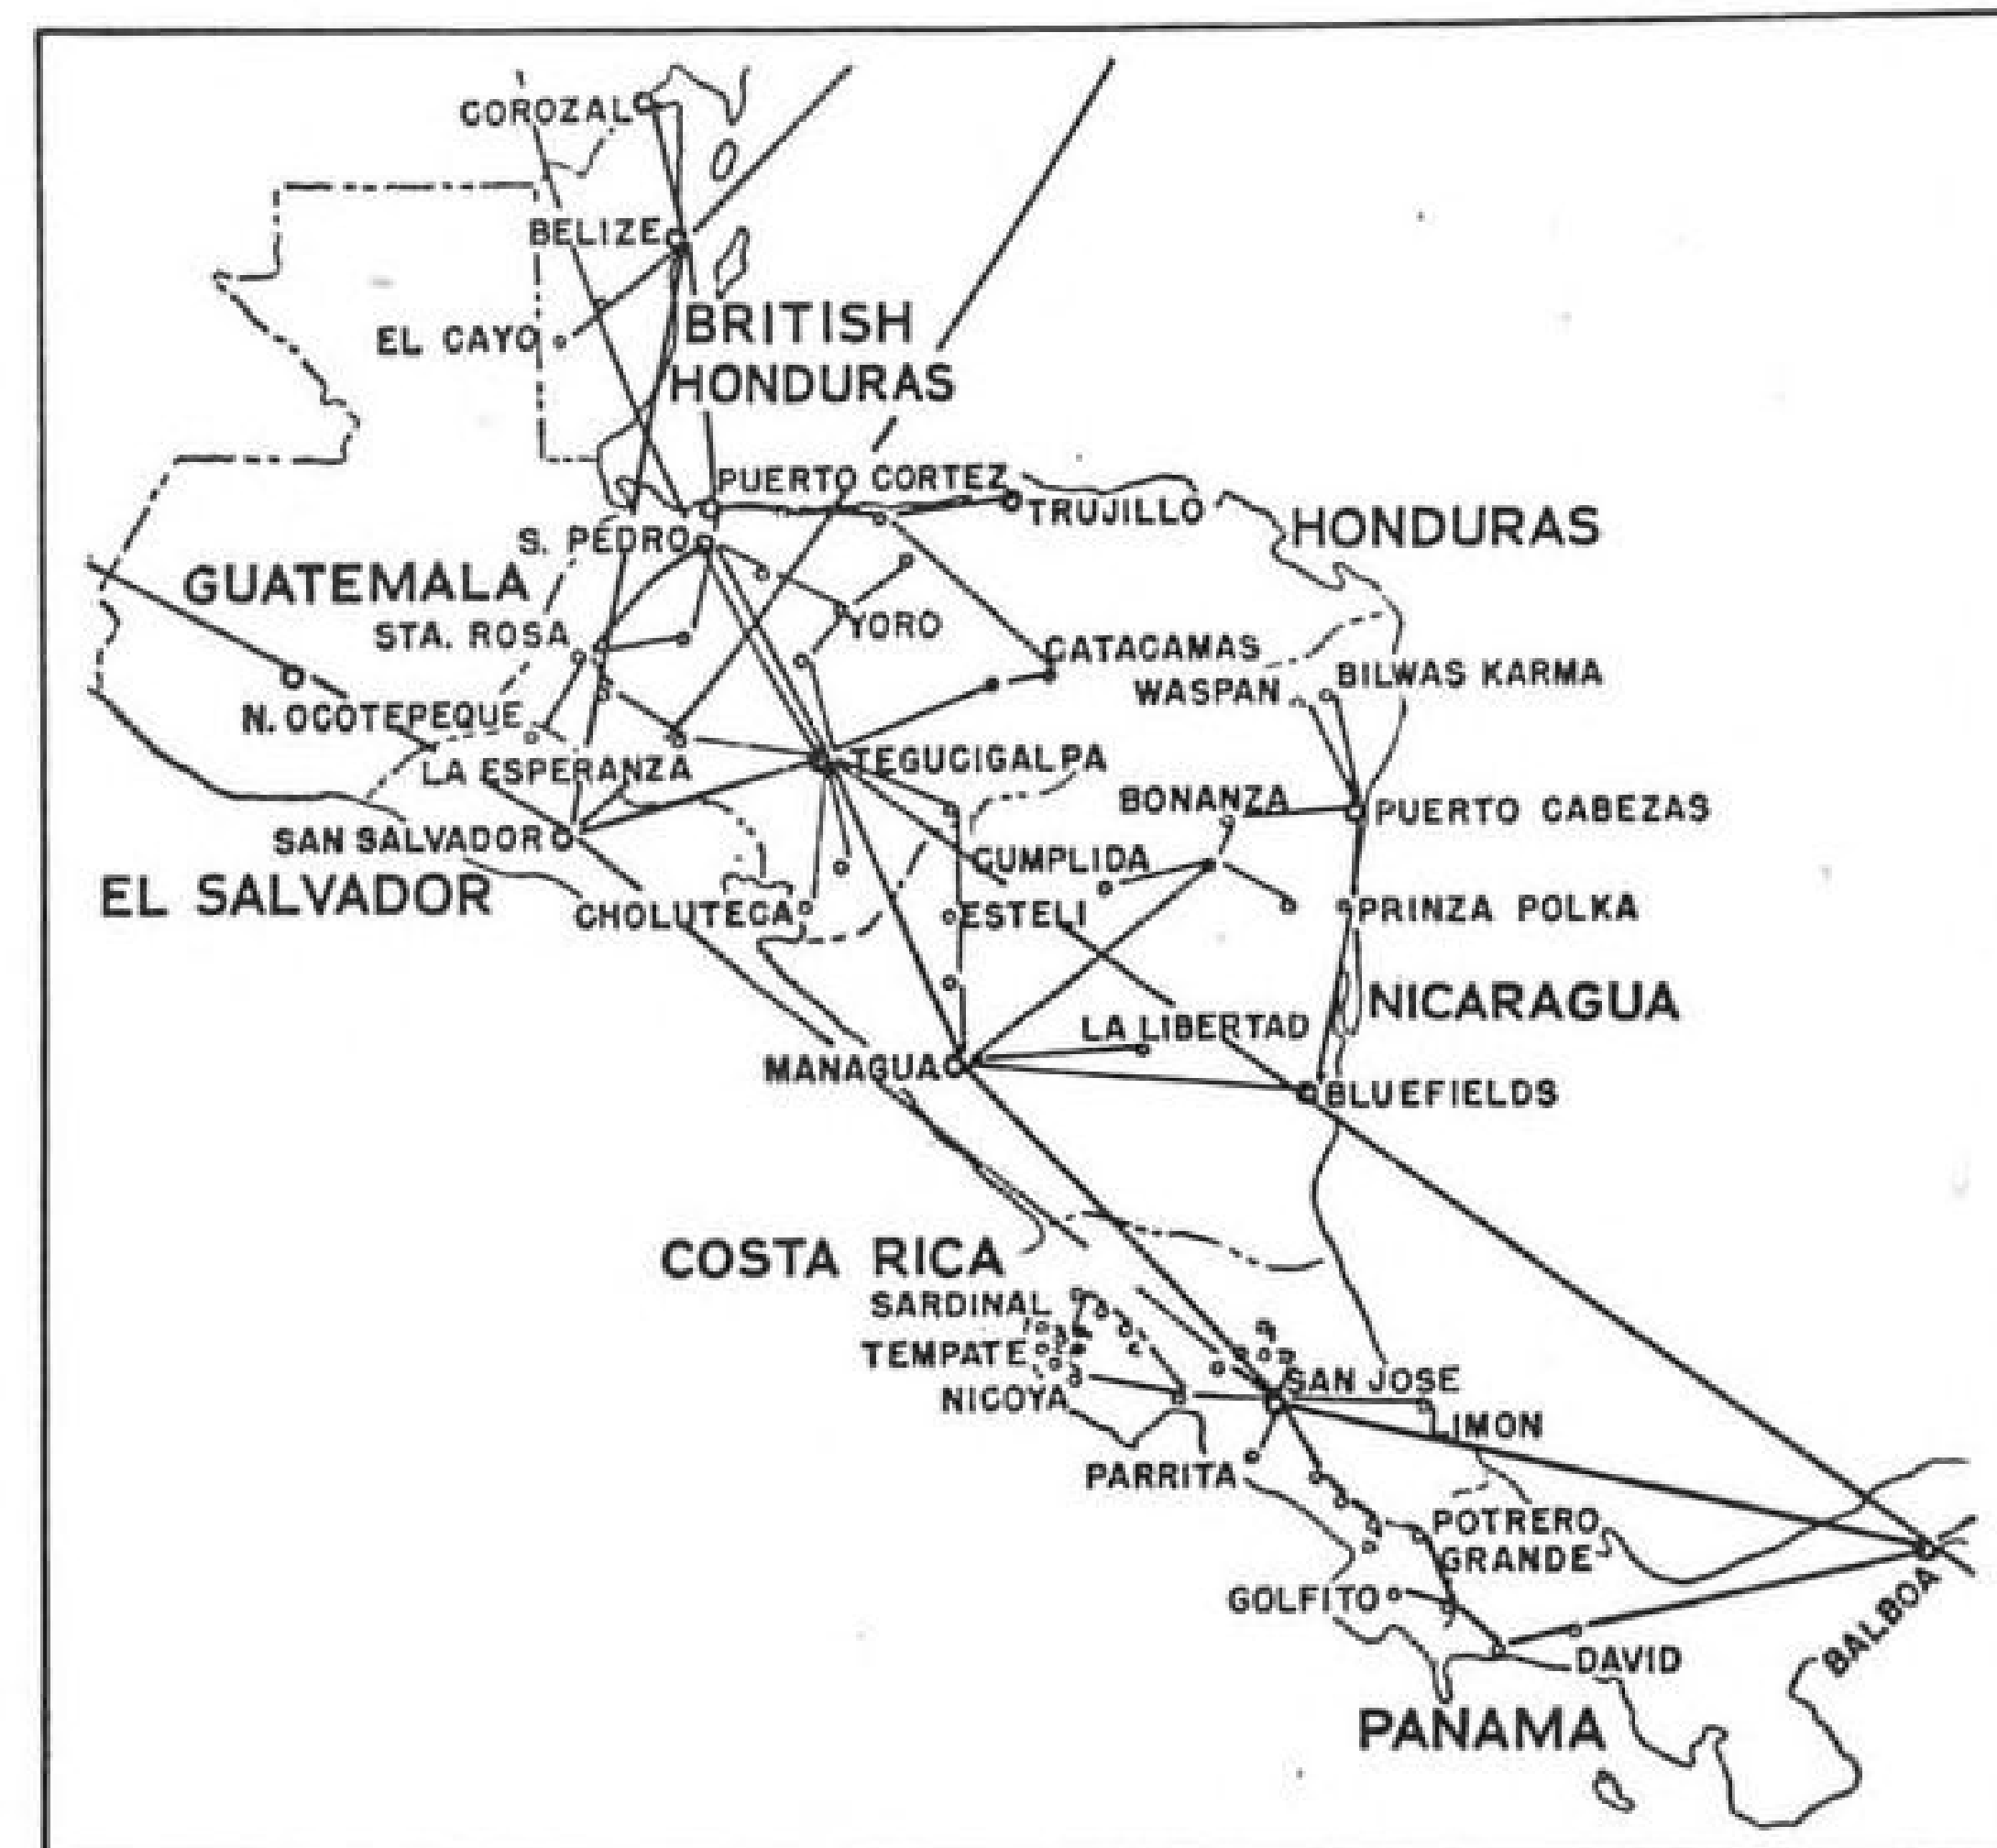 COROZAL
BELIZE
BRITISH
HONDURAS
EL CAYO
PUERTO CORTEZ
TRUJILLO
HONDURAS
S. PEDRO
GUATEMALA
STA. ROSA
YORO
CATACAMAS
WASPAN
BILWAS KARMA
N. OCOTEPEQUE
LA ESPERANZA
TEGUCIGALPA
BONANZA
PUERTO CABEZAS
SAN SALVADOR
EL SALVADOR
CUMPLIDA
CHOLUTECA
ESTELI
PRINZA POLKA
NICARAGUA
LA LIBERTAD
MANAGUA
BLUEFIELDS
COSTA RICA
SARDINAL
TEMPATE
NICOYA
SAN JOSE
LIMON
PARRITA
POTRERO
GRANDE
GOLFITO
DAVID
BALBOA
PANAMA